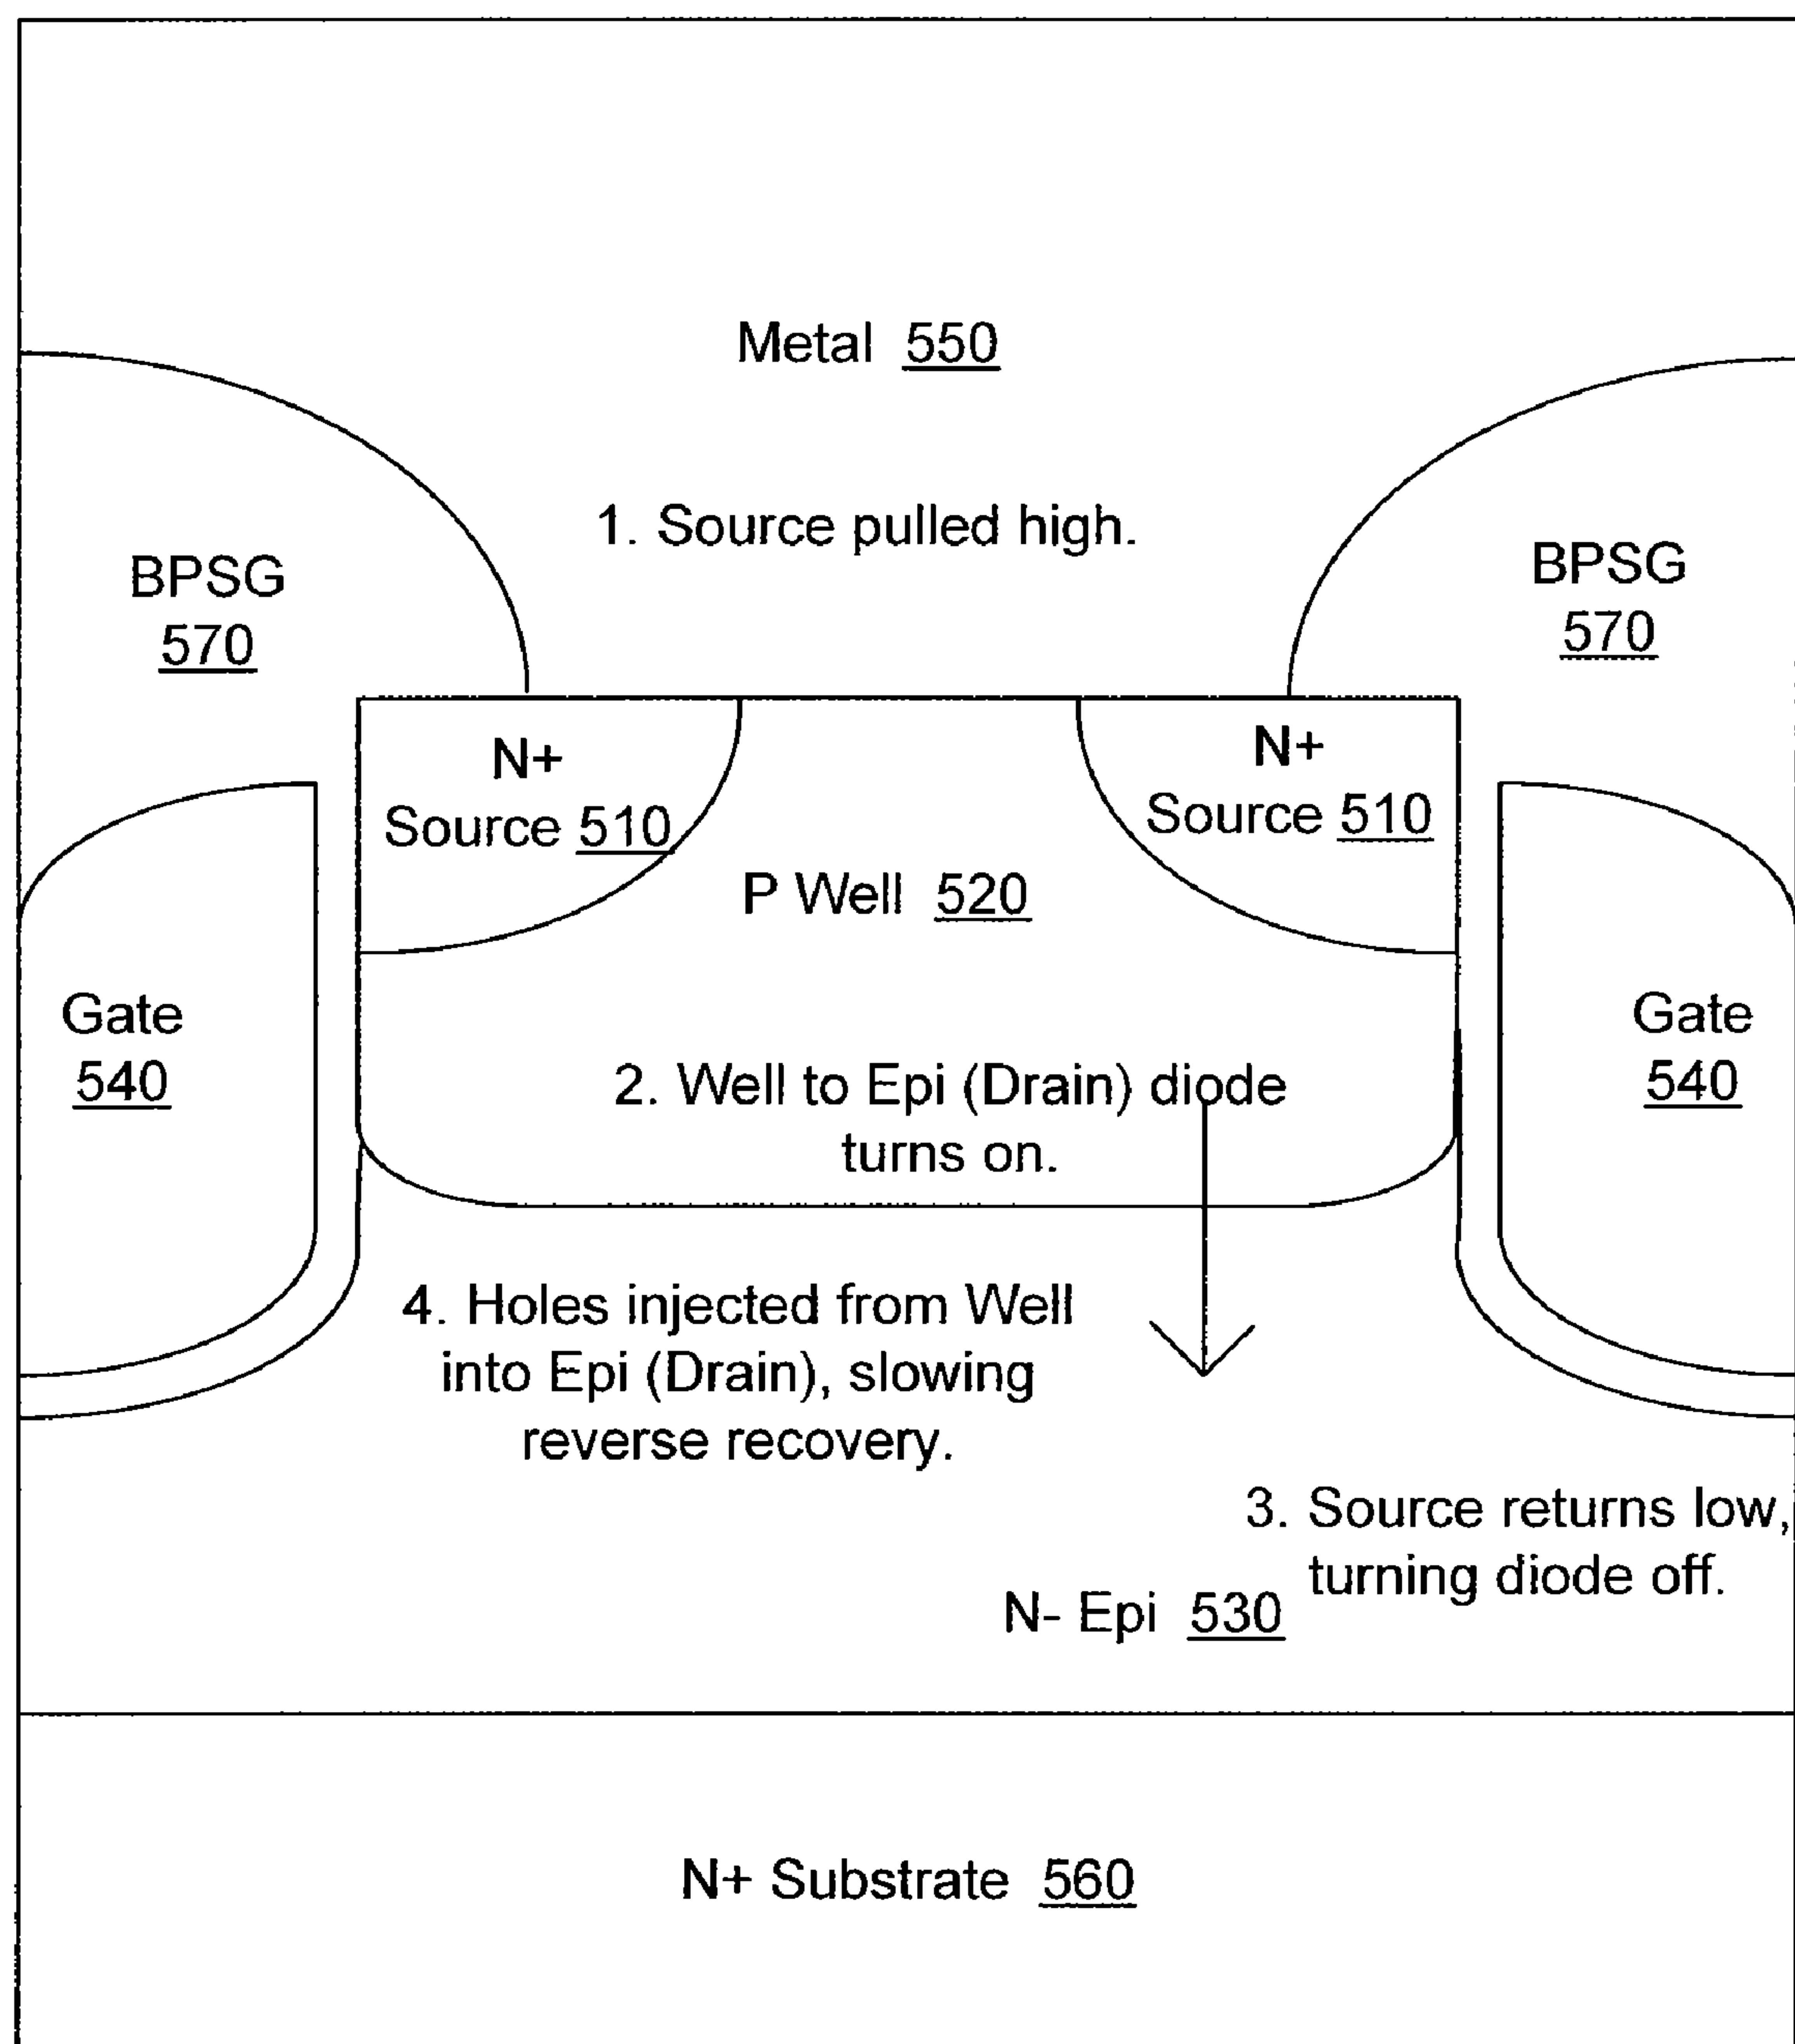 Metal 550
1. Source pulled high.
BPSG
570
BPSG
570
N+
Source 510
N+
Source 510
P Well 520
Gate
540
Gate
540
2. Well to Epi (Drain) diode
turns on.
4. Holes injected from Well
into Epi (Drain), slowing
reverse recovery.
3. Source returns low,
turning diode off.
N- Epi 530
N+ Substrate 560